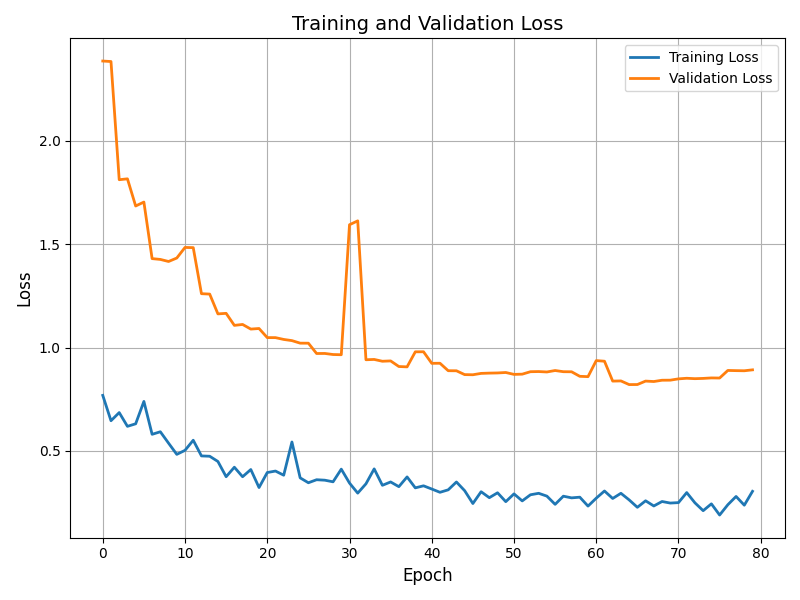 Training and Validation Loss
Training Loss
Validation Loss
2.0
1.5
1.0
0.5
Loss
0 10 20 30 40 50 60 70 80
Epoch